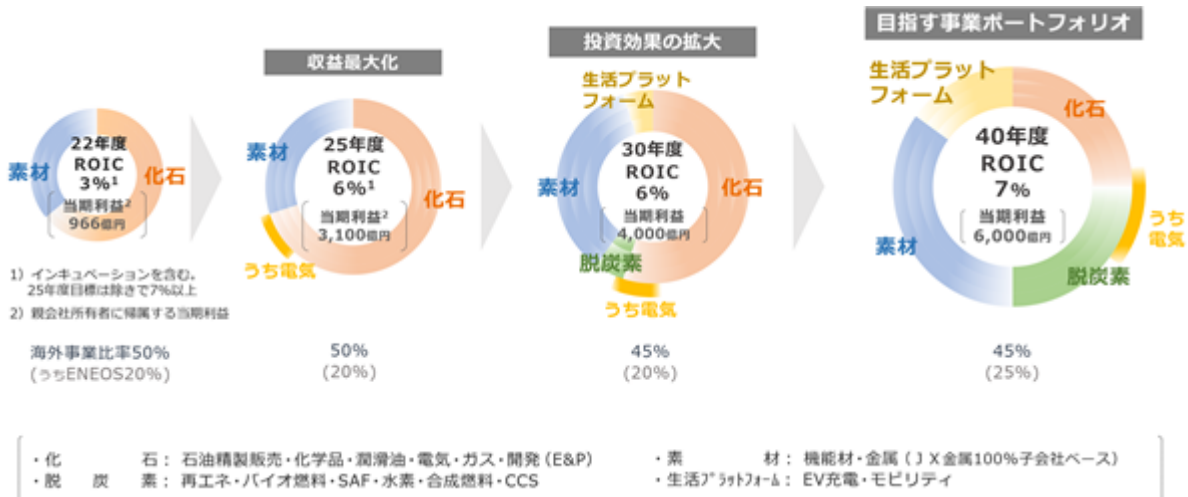 目指す事業ポートフォリオ
投資効果の拡大
収益最大化
22年度
ROIC
3%¹
当期利益²
966億円
素材
化石
25年度
ROIC
6%¹
当期利益²
3,100億円
素材
化石
うち電気
生活プラット
フォーム
30年度
ROIC
6%
当期利益
4,000億円
素材
化石
脱炭素
うち電気
生活プラット
フォーム
40年度
ROIC
7%
当期利益
6,000億円
化石
素材
脱炭素
うち
電気
1）インキュベーションを含む。
25年度目標は除きで7%以上
2）親会社所有者に帰属する当期利益
海外事業比率50%
(うちENEOS20%)
50%
(20%)
45%
(20%)
45%
(25%)
・化石：石油精製販売・化学品・潤滑油・電気・ガス・開発（E&P）
・脱炭素：再エネ・バイオ燃料・SAF・水素・合成燃料・CCS
・素材：機能材・金属（ＪＸ金属100%子会社ベース）
・生活ﾌﾟﾗｯﾄﾌｫｰﾑ：EV充電・モビリティ